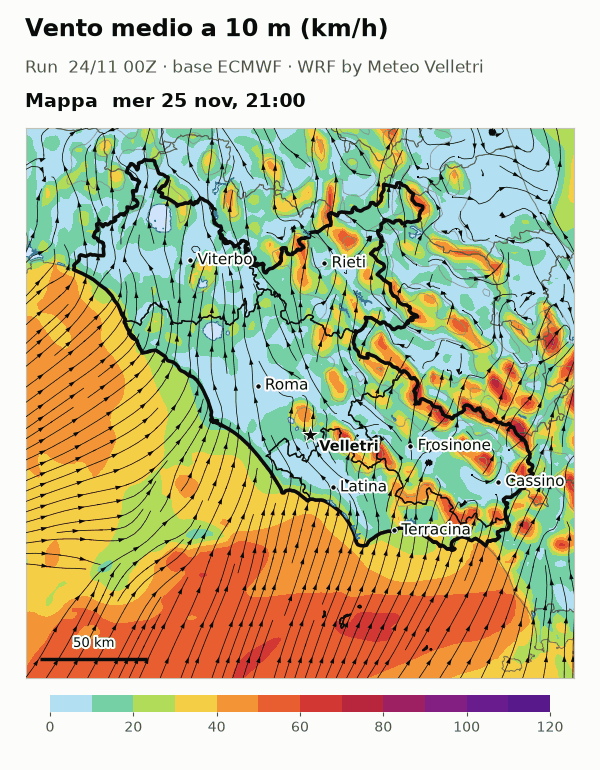 Vento medio a 10 m (km/h)
Run  24/11 00Z · base ECMWF · WRF by Meteo Velletri
Mappa  mer 25 nov, 21:00
Viterbo
Rieti
Roma
Velletri
Frosinone
Cassino
Latina
Terracina
50 km
0 20 40 60 80 100 120